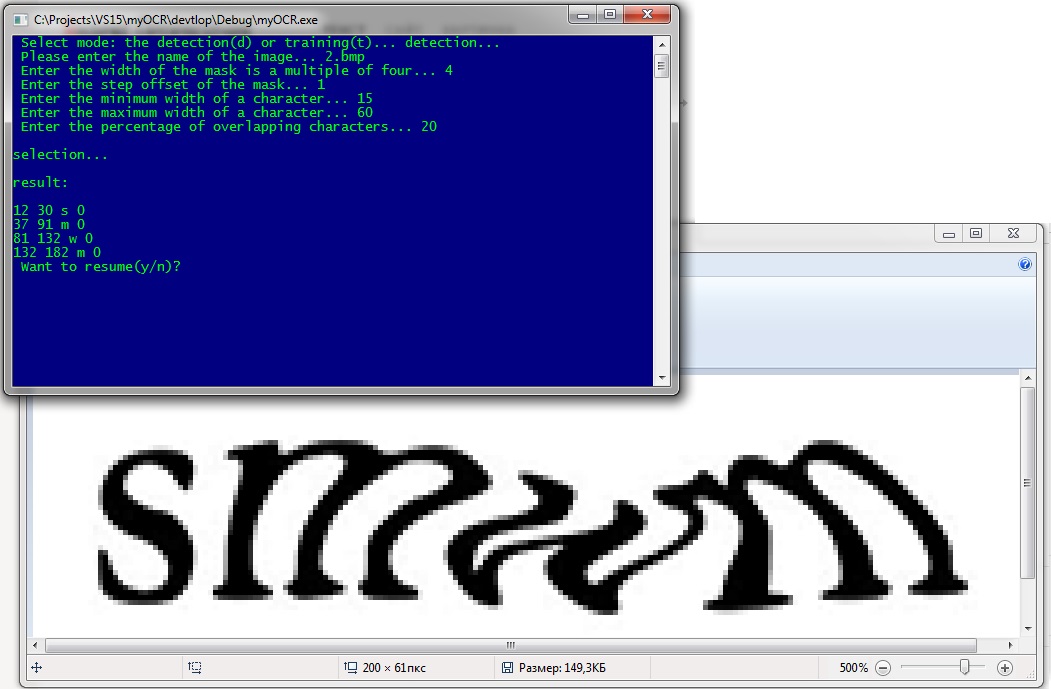 C:\Projects\VS15\myOCR\devtlop\Debug\myOCR.exe
Select mode: the detection(d) or training(t)... detection...
Please enter the name of the image... 2.bmp
Enter the width of the mask is a multiple of four... 4
Enter the step offset of the mask... 1
Enter the minimum width of a character... 15
Enter the maximum width of a character... 60
Enter the percentage of overlapping characters... 20
selection...
result:
12 30 s 0
37 91 m 0
81 132 w 0
132 182 m 0
Want to resume(y/n)?
smwm
200 × 61пкс
Размер: 149,3КБ
500%